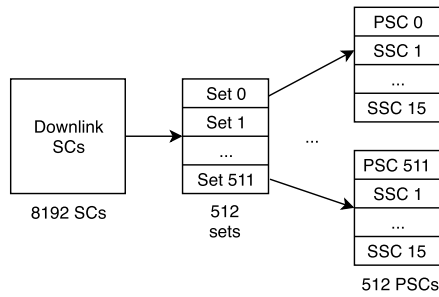 Downlink
SCs
8192 SCs
Set 0
Set 1
...
Set 511
512
sets
...
PSC 0
SSC 1
...
SSC 15
PSC 511
SSC 1
...
SSC 15
512 PSCs